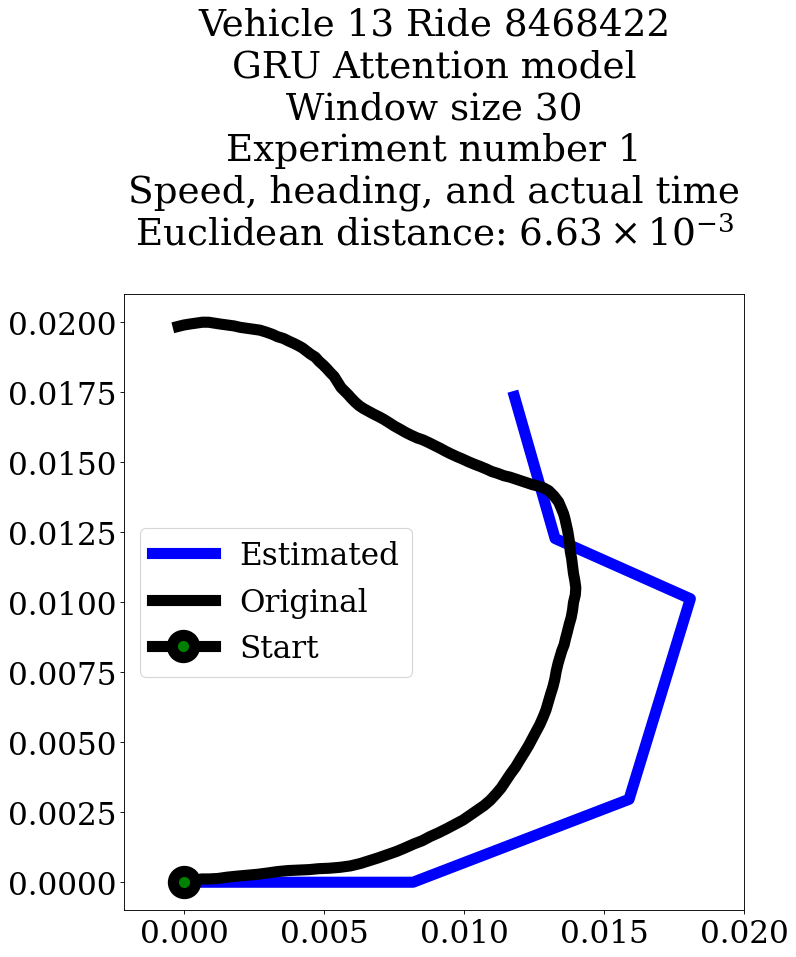 Vehicle 13 Ride 8468422
GRU Attention model
Window size 30
Experiment number 1
Speed, heading, and actual time
Euclidean distance: 6.63 × 10⁻³
0.0200
0.0175
0.0150
0.0125
0.0100
0.0075
0.0050
0.0025
0.0000
Estimated
Original
Start
0.000 0.005 0.010 0.015 0.020